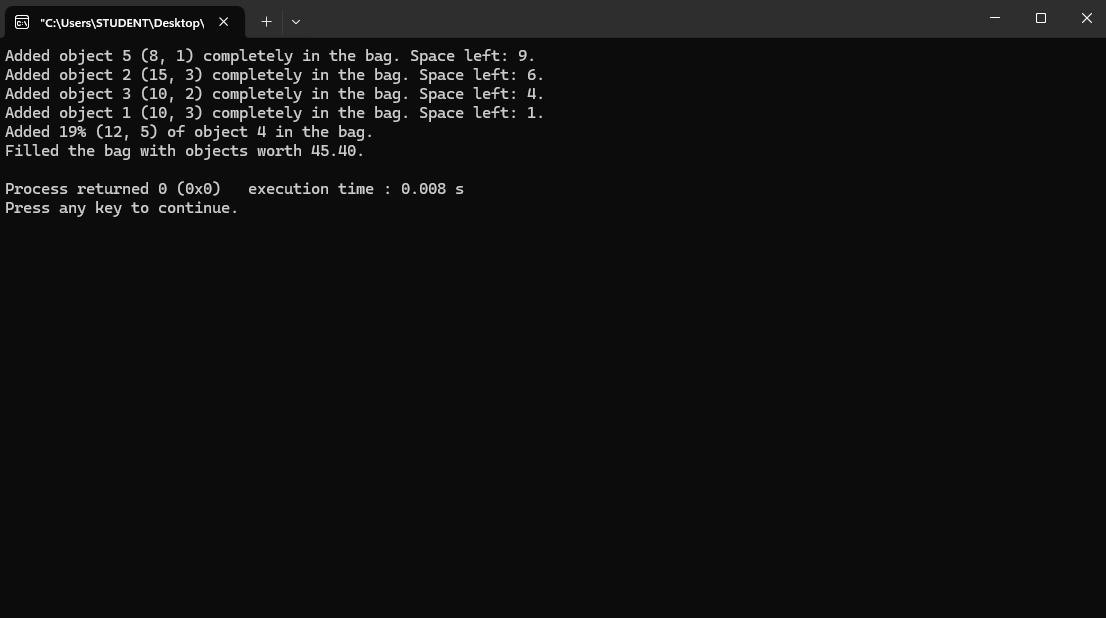 "C:\Users\STUDENT\Desktop\
Added object 5 (8, 1) completely in the bag. Space left: 9.
Added object 2 (15, 3) completely in the bag. Space left: 6.
Added object 3 (10, 2) completely in the bag. Space left: 4.
Added object 1 (10, 3) completely in the bag. Space left: 1.
Added 19% (12, 5) of object 4 in the bag.
Filled the bag with objects worth 45.40.
Process returned 0 (0x0)   execution time : 0.008 s
Press any key to continue.